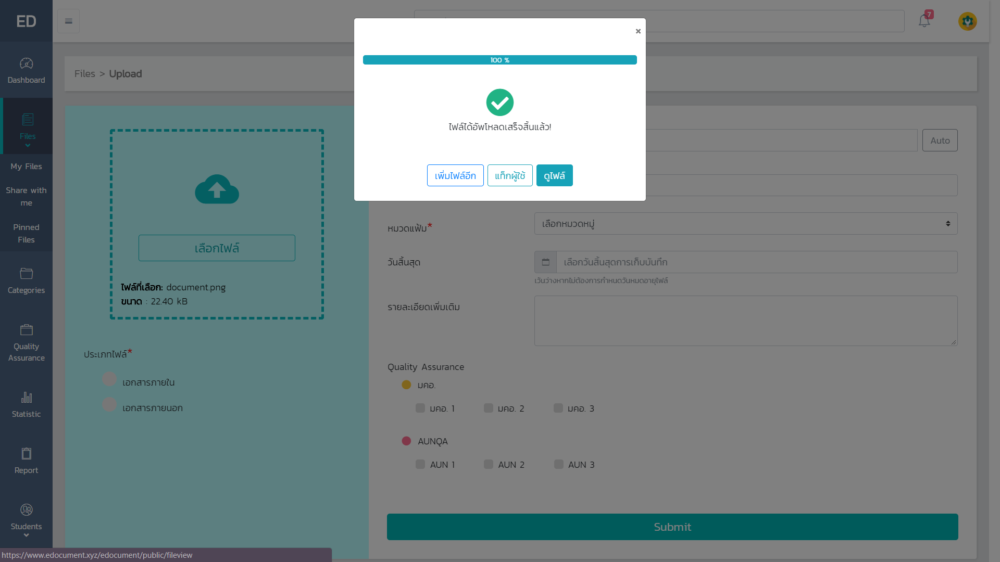 ED
7
×
100 %
Dashboard
Files > Upload
ไฟล์ได้อัพโหลดเสร็จสิ้นแล้ว!
Files
Auto
My Files
เพิ่มไฟล์อีก
แท็กผู้ใช้
ดูไฟล์
Share with
me
Pinned
Files
หมวดแฟ้ม*
เลือกหมวดหมู่
เลือกไฟล์
วันสิ้นสุด
เลือกวันสิ้นสุดการเก็บบันทึก
เว้นว่างหากไม่ต้องการกำหนดวันหมดอายุไฟล์
ไฟล์ที่เลือก: document.png
ขนาด : 22.40 kB
Categories
รายละเอียดเพิ่มเติม
Quality
Assurance
ประเภทไฟล์*
เอกสารภายใน
เอกสารภายนอก
Quality Assurance
มคอ.
มคอ. 1
มคอ. 2
มคอ. 3
Statistic
AUNQA
AUN 1
AUN 2
AUN 3
Report
Students
Submit
https://www.edocument.xyz/edocument/public/fileview